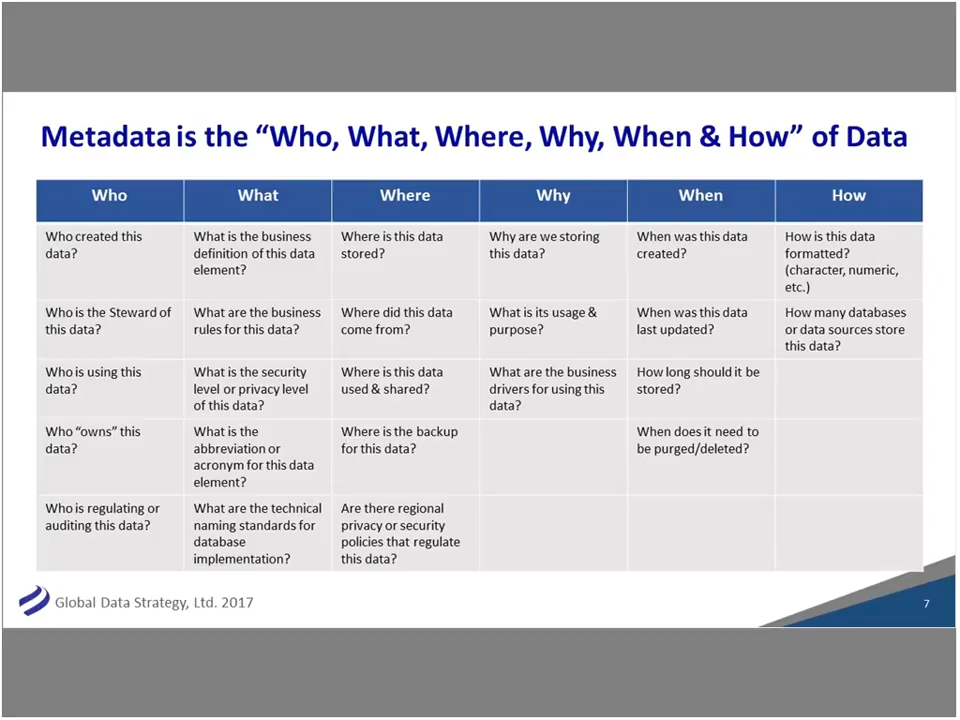 Metadata is the “Who, What, Where, Why, When & How” of Data
Who
What
Where
Why
When
How
Who created this
data?
What is the business
definition of this data
element?
Where is this data
stored?
Why are we storing
this data?
When was this data
created?
How is this data
formatted?
(character, numeric,
etc.)
Who is the Steward of
this data?
What are the business
rules for this data?
Where did this data
come from?
What is its usage &
purpose?
When was this data
last updated?
How many databases
or data sources store
this data?
Who is using this
data?
What is the security
level or privacy level
of this data?
Where is this data
used & shared?
What are the business
drivers for using this
data?
How long should it be
stored?
Who “owns” this
data?
What is the
abbreviation or
acronym for this data
element?
Where is the backup
for this data?
When does it need to
be purged/deleted?
Who is regulating or
auditing this data?
What are the technical
naming standards for
database
implementation?
Are there regional
privacy or security
policies that regulate
this data?
Global Data Strategy, Ltd. 2017
7